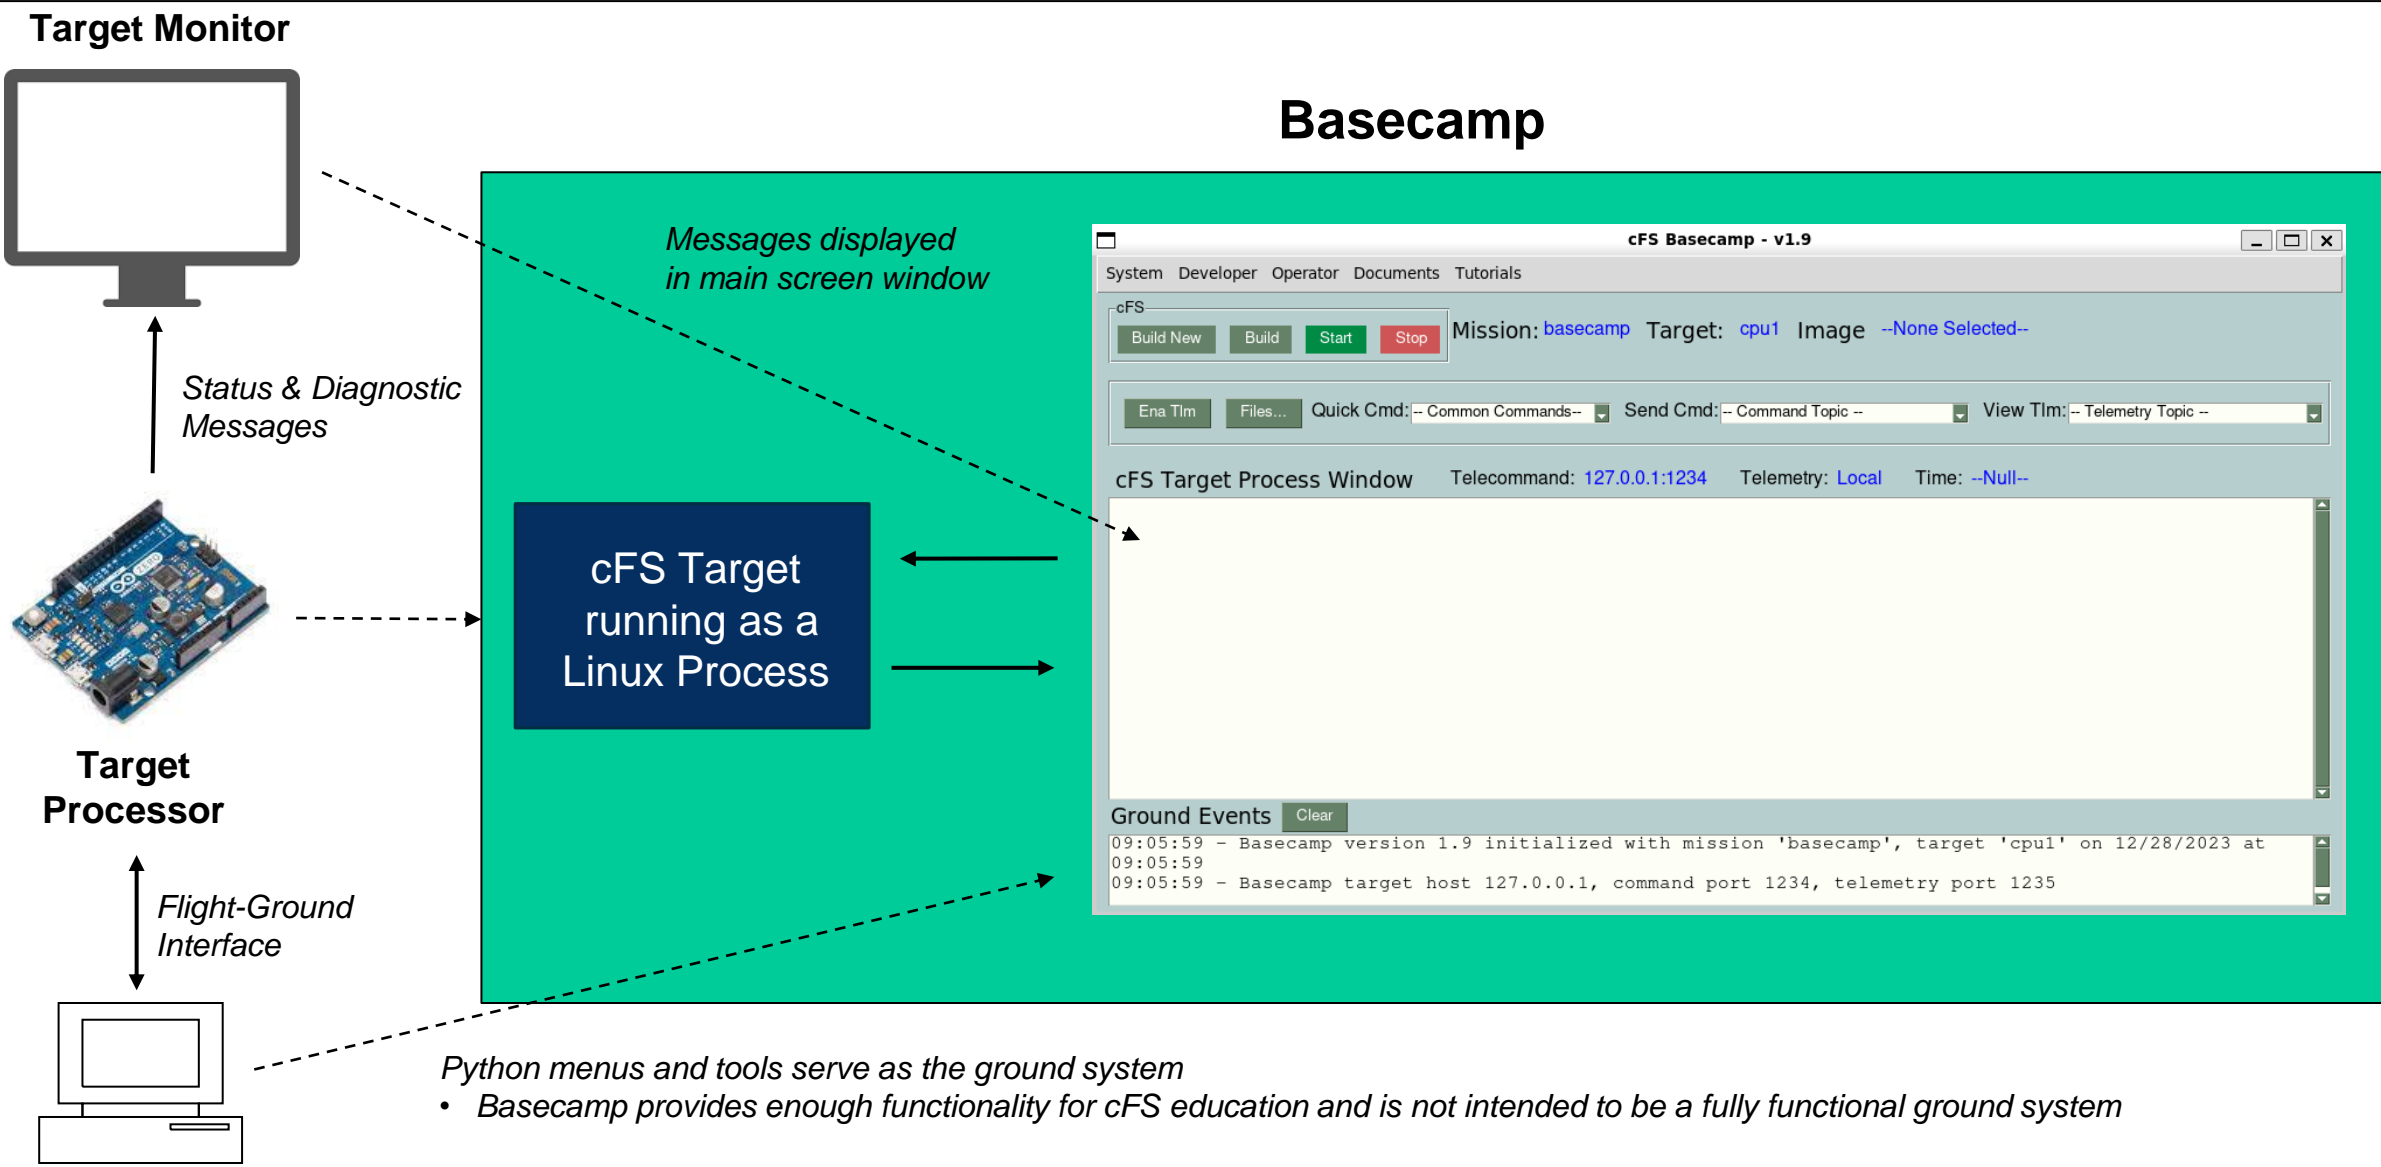 Target Monitor
Basecamp
Messages displayed
in main screen window
Status & Diagnostic
Messages
cFS Target
running as a
Linux Process
Target
Processor
Flight-Ground
Interface
cFS Basecamp - v1.9
System Developer Operator Documents Tutorials
cFS
Build New Build Start Stop Mission: basecamp Target: cpu1 Image --None Selected--
Ena Tlm Files... Quick Cmd: -- Common Commands-- Send Cmd: -- Command Topic -- View Tlm: -- Telemetry Topic --
cFS Target Process Window Telecommand: 127.0.0.1:1234 Telemetry: Local Time: --Null--
Ground Events Clear
09:05:59 - Basecamp version 1.9 initialized with mission 'basecamp', target 'cpu1' on 12/28/2023 at
09:05:59
09:05:59 - Basecamp target host 127.0.0.1, command port 1234, telemetry port 1235
Python menus and tools serve as the ground system
• Basecamp provides enough functionality for cFS education and is not intended to be a fully functional ground system